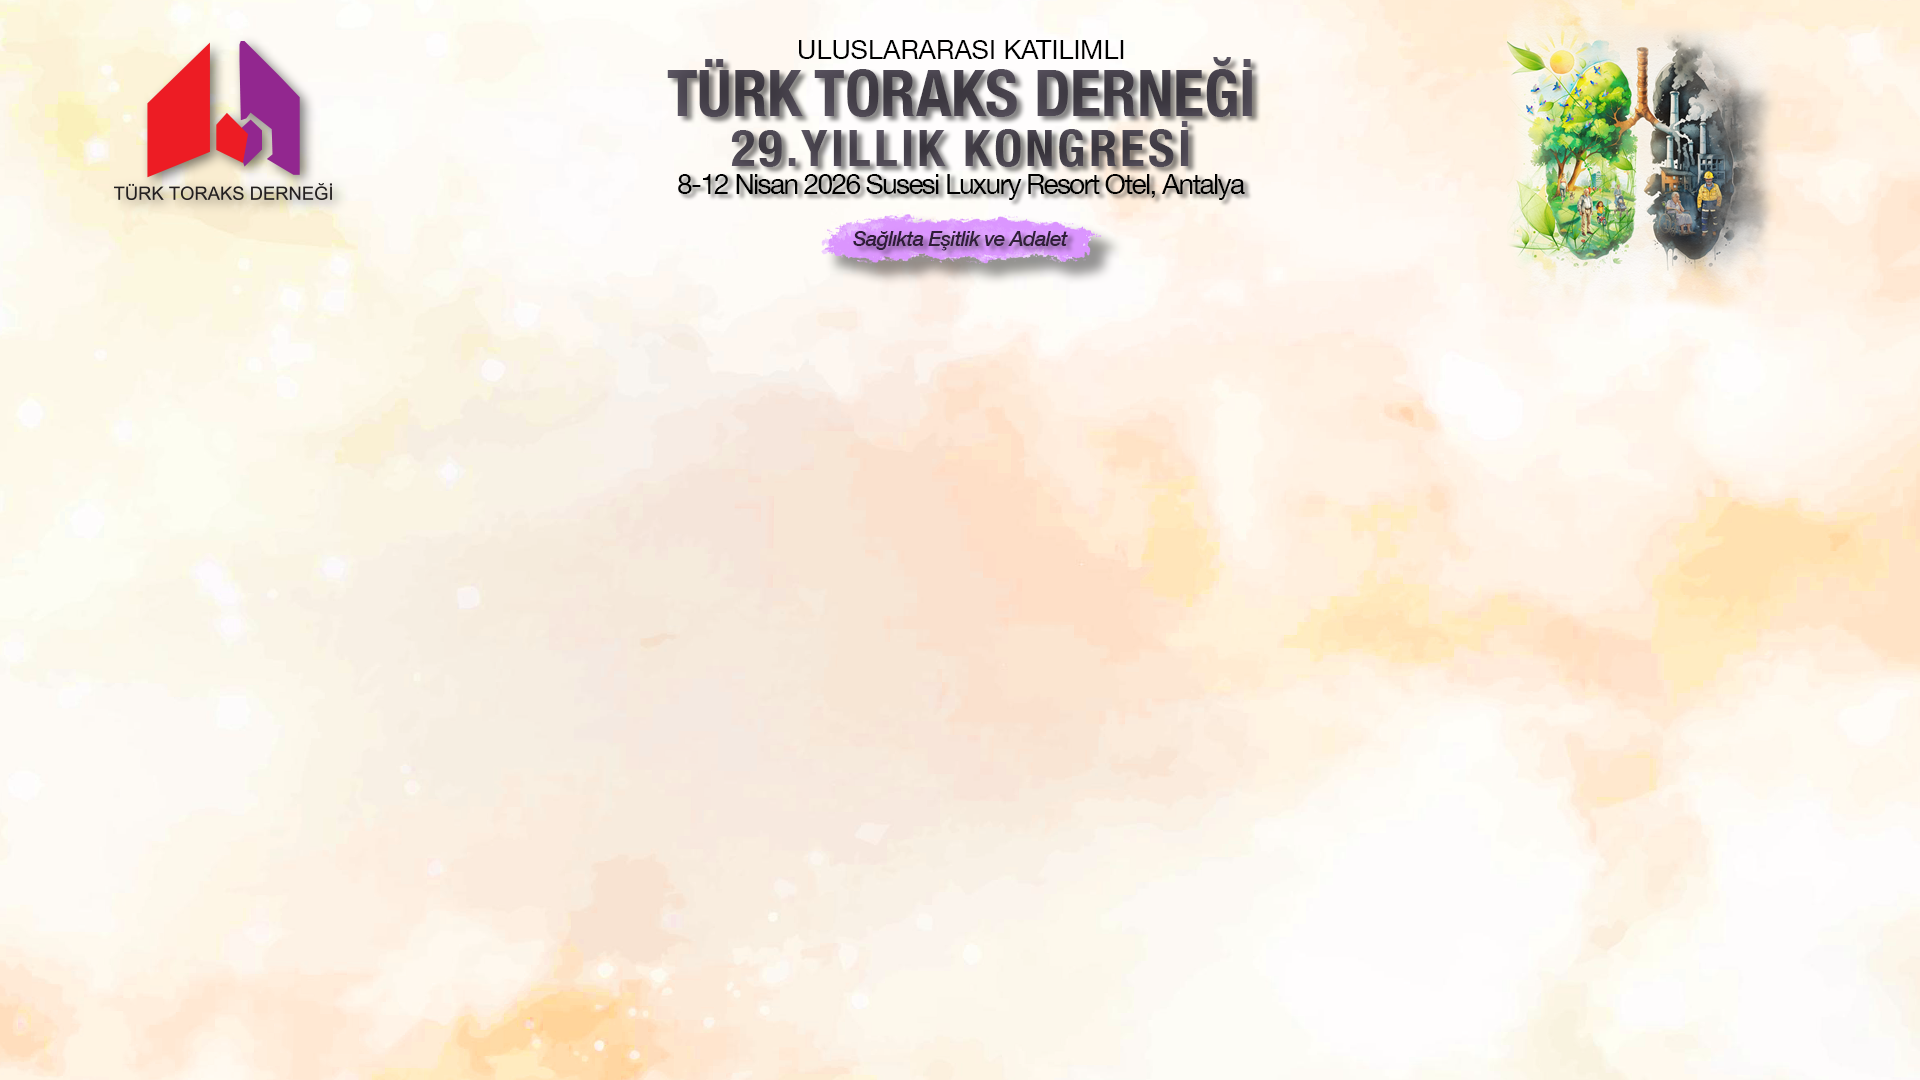 TÜRK TORAKS DERNEĞİ
ULUSLARARASI KATILIMLI
TÜRK TORAKS DERNEĞİ
29.YILLIK KONGRESİ
8-12 Nisan 2026 Susesi Luxury Resort Otel, Antalya
Sağlıkta Eşitlik ve Adalet